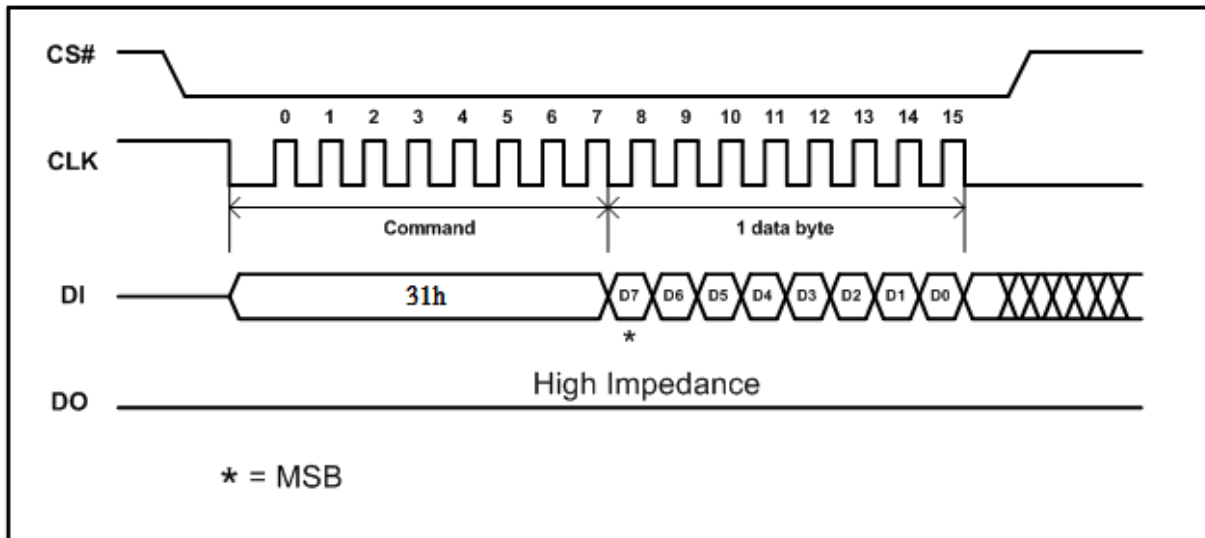 CS#
0 1 2 3 4 5 6 7 8 9 10 11 12 13 14 15
CLK
Command 1 data byte
DI 31h D7 D6 D5 D4 D3 D2 D1 D0
*
High Impedance
DO
* = MSB